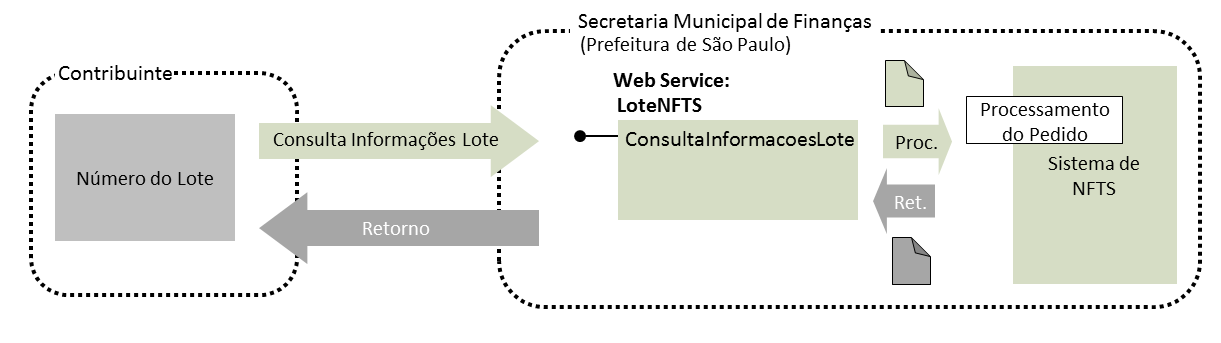 Secretaria Municipal de Finanças
(Prefeitura de São Paulo)
Contribuinte
Web Service:
LoteNFTS
Número do Lote
Consulta Informações Lote
ConsultaInformacoesLote
Proc.
Processamento
do Pedido
Sistema de
NFTS
Retorno
Ret.